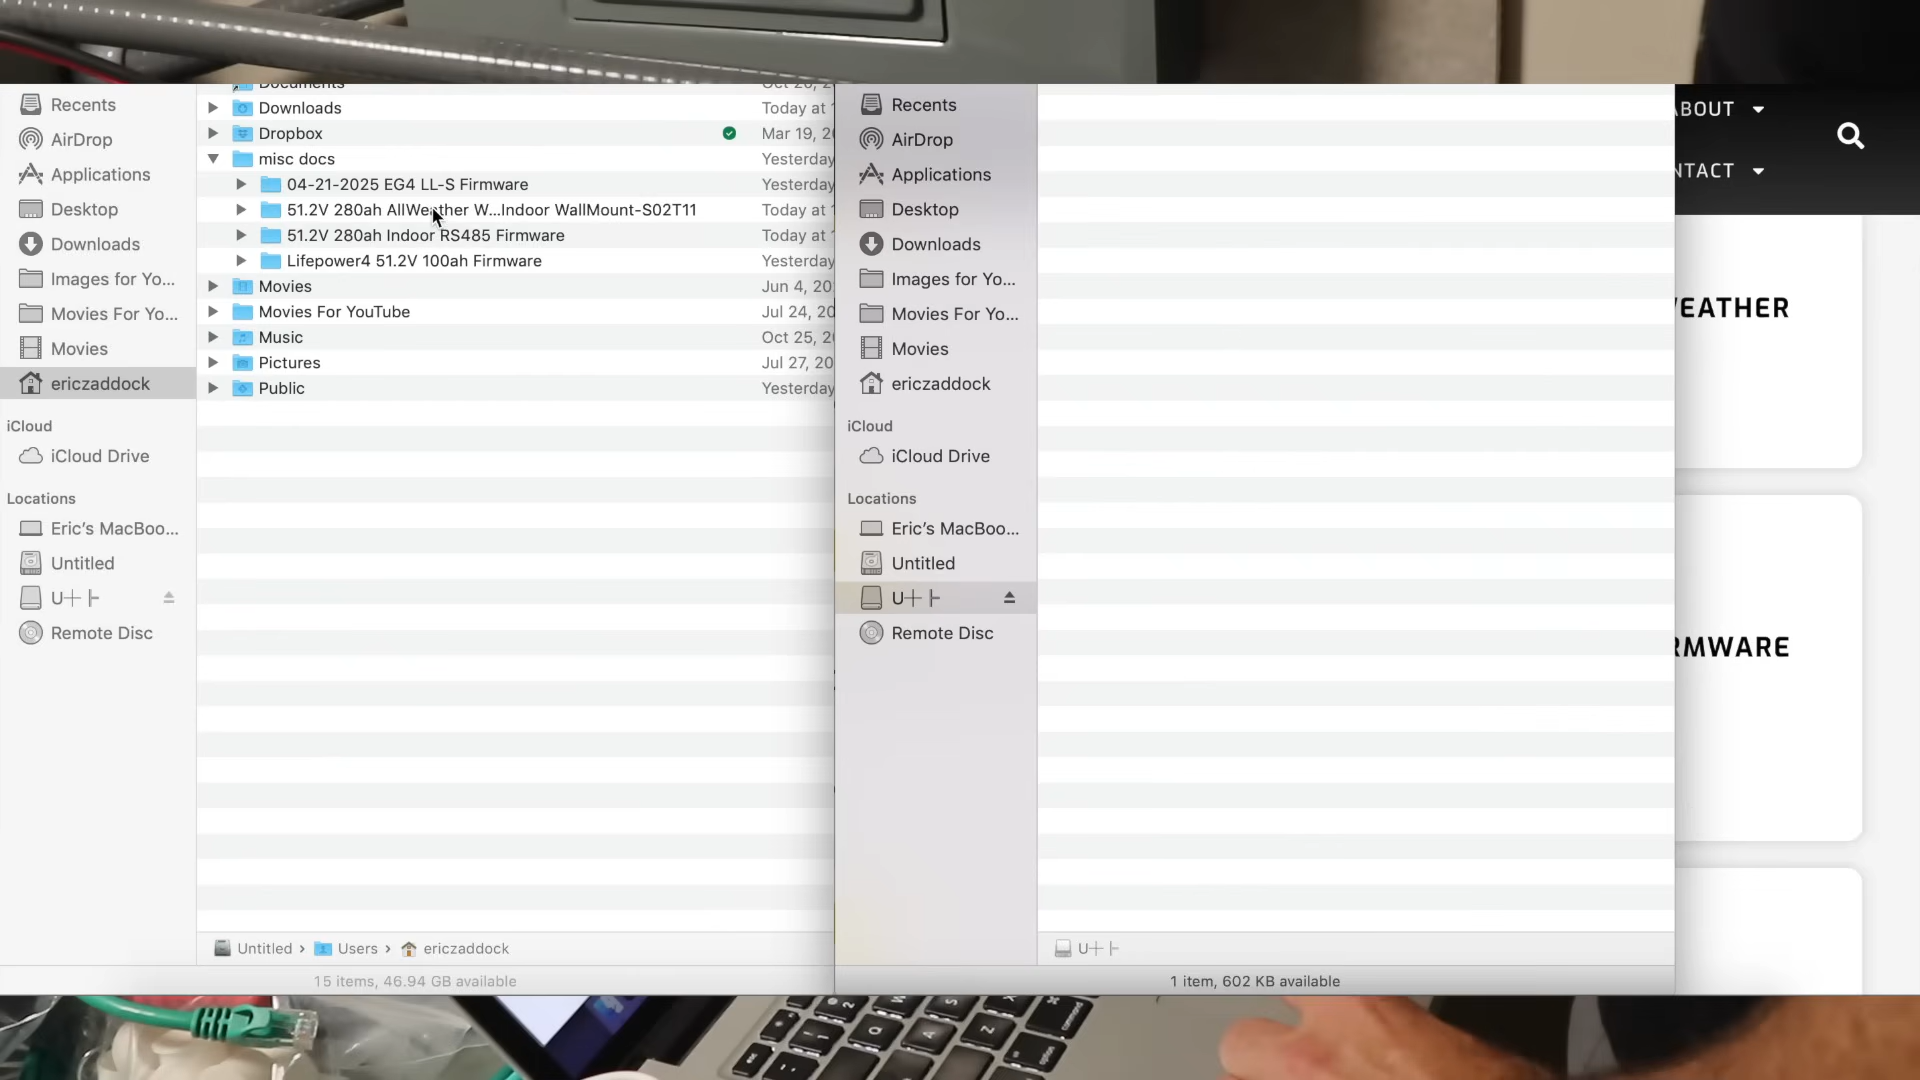 Recents
AirDrop
Applications
Desktop
Downloads
Images for Yo...
Movies For Yo...
Movies
ericzaddock
iCloud
iCloud Drive
Locations
Eric's MacBoo...
Untitled
U┼ ├
Remote Disc
Documents
Downloads Today at
Dropbox Mar 19, 20
misc docs Yesterday
04-21-2025 EG4 LL-S Firmware Yesterday
51.2V 280ah AllWeather W...Indoor WallMount-S02T11 Today at
51.2V 280ah Indoor RS485 Firmware Today at
Lifepower4 51.2V 100ah Firmware Yesterday
Movies Jun 4, 20
Movies For YouTube Jul 24, 20
Music Oct 25, 2
Pictures Jul 27, 20
Public Yesterday
Untitled › Users › ericzaddock
15 items, 46.94 GB available
Recents
AirDrop
Applications
Desktop
Downloads
Images for Yo...
Movies For Yo...
Movies
ericzaddock
iCloud
iCloud Drive
Locations
Eric's MacBoo...
Untitled
U┼ ├
Remote Disc
U┼ ├
1 item, 602 KB available
ABOUT
NTACT
EATHER
RMWARE
command
option
esc
Q
A
Z